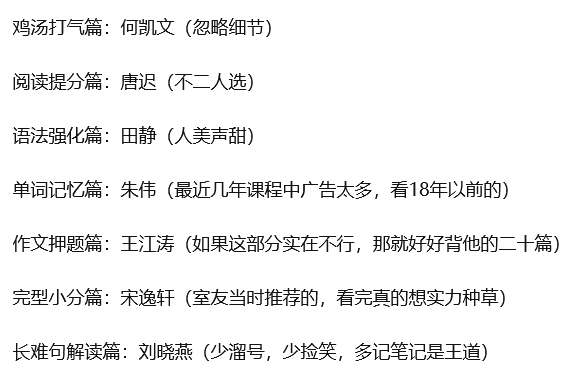 鸡汤打气篇：何凯文（忽略细节）
阅读提分篇：唐迟（不二人选）
语法强化篇：田静（人美声甜）
单词记忆篇：朱伟（最近几年课程中广告太多，看18年以前的）
作文押题篇：王江涛（如果这部分实在不行，那就好好背他的二十篇）
完型小分篇：宋逸轩（室友当时推荐的，看完真的想实力种草）
长难句解读篇：刘晓燕（少溜号，少捡笑，多记笔记是王道）